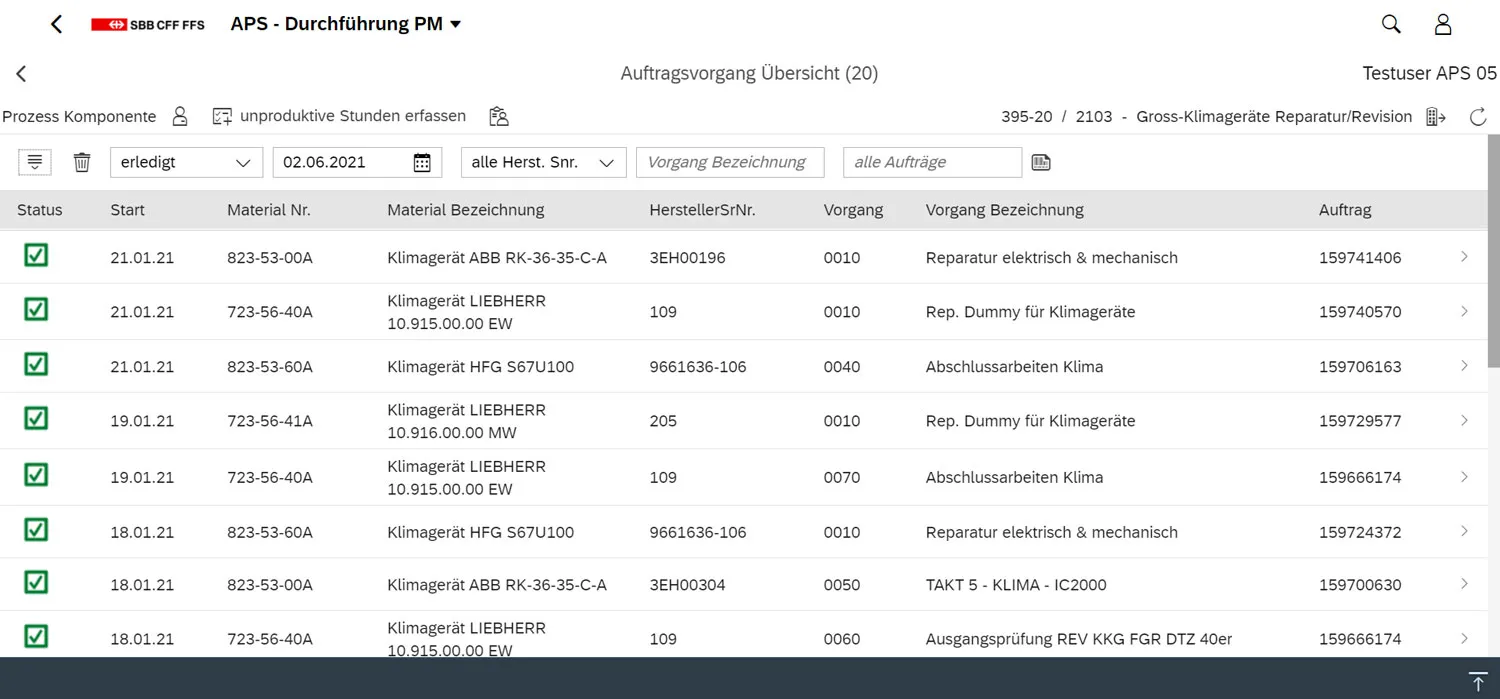 SBB CFF FFS APS - Durchführung PM
Auftragsvorgang Übersicht (20) Testuser APS 05
Prozess Komponente unproduktive Stunden erfassen 395-20 / 2103 - Gross-Klimageräte Reparatur/Revision
erledigt 02.06.2021 alle Herst. Snr. Vorgang Bezeichnung alle Aufträge
Status Start Material Nr. Material Bezeichnung HerstellerSrNr. Vorgang Vorgang Bezeichnung Auftrag
21.01.21 823-53-00A Klimagerät ABB RK-36-35-C-A 3EH00196 0010 Reparatur elektrisch & mechanisch 159741406
21.01.21 723-56-40A Klimagerät LIEBHERR
10.915.00.00 EW 109 0010 Rep. Dummy für Klimageräte 159740570
21.01.21 823-53-60A Klimagerät HFG S67U100 9661636-106 0040 Abschlussarbeiten Klima 159706163
19.01.21 723-56-41A Klimagerät LIEBHERR
10.916.00.00 MW 205 0010 Rep. Dummy für Klimageräte 159729577
19.01.21 723-56-40A Klimagerät LIEBHERR
10.915.00.00 EW 109 0070 Abschlussarbeiten Klima 159666174
18.01.21 823-53-60A Klimagerät HFG S67U100 9661636-106 0010 Reparatur elektrisch & mechanisch 159724372
18.01.21 823-53-00A Klimagerät ABB RK-36-35-C-A 3EH00304 0050 TAKT 5 - KLIMA - IC2000 159700630
18.01.21 723-56-40A Klimagerät LIEBHERR
10.915.00.00 EW 109 0060 Ausgangsprüfung REV KKG FGR DTZ 40er 159666174